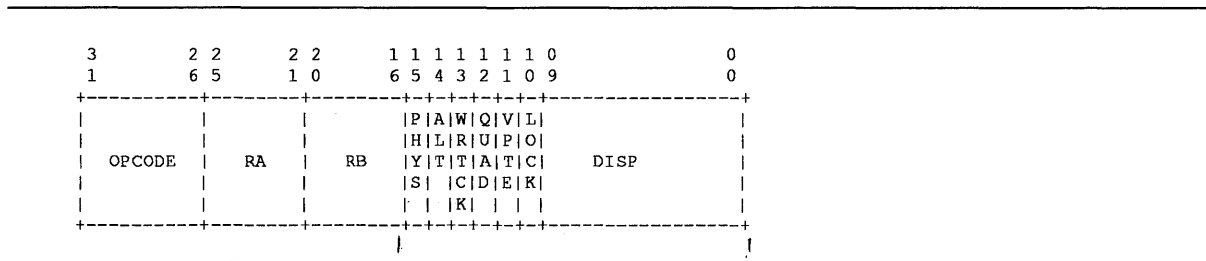 3 2 2 2 2 1 1 1 1 1 1 1 0 0
1 6 5 1 0 6 5 4 3 2 1 0 9 0
+-----------+---------+---------+-+-+-+-+-+-+-------------------+
| | | |P|A|W|Q|V|L| |
| | | |H|L|R|U|P|O| |
| OPCODE | RA | RB |Y|T|T|A|T|C| DISP |
| | | |S| |C|D|E|K| |
| | | | | |K| | | | |
+-----------+---------+---------+-+-+-+-+-+-+-------------------+